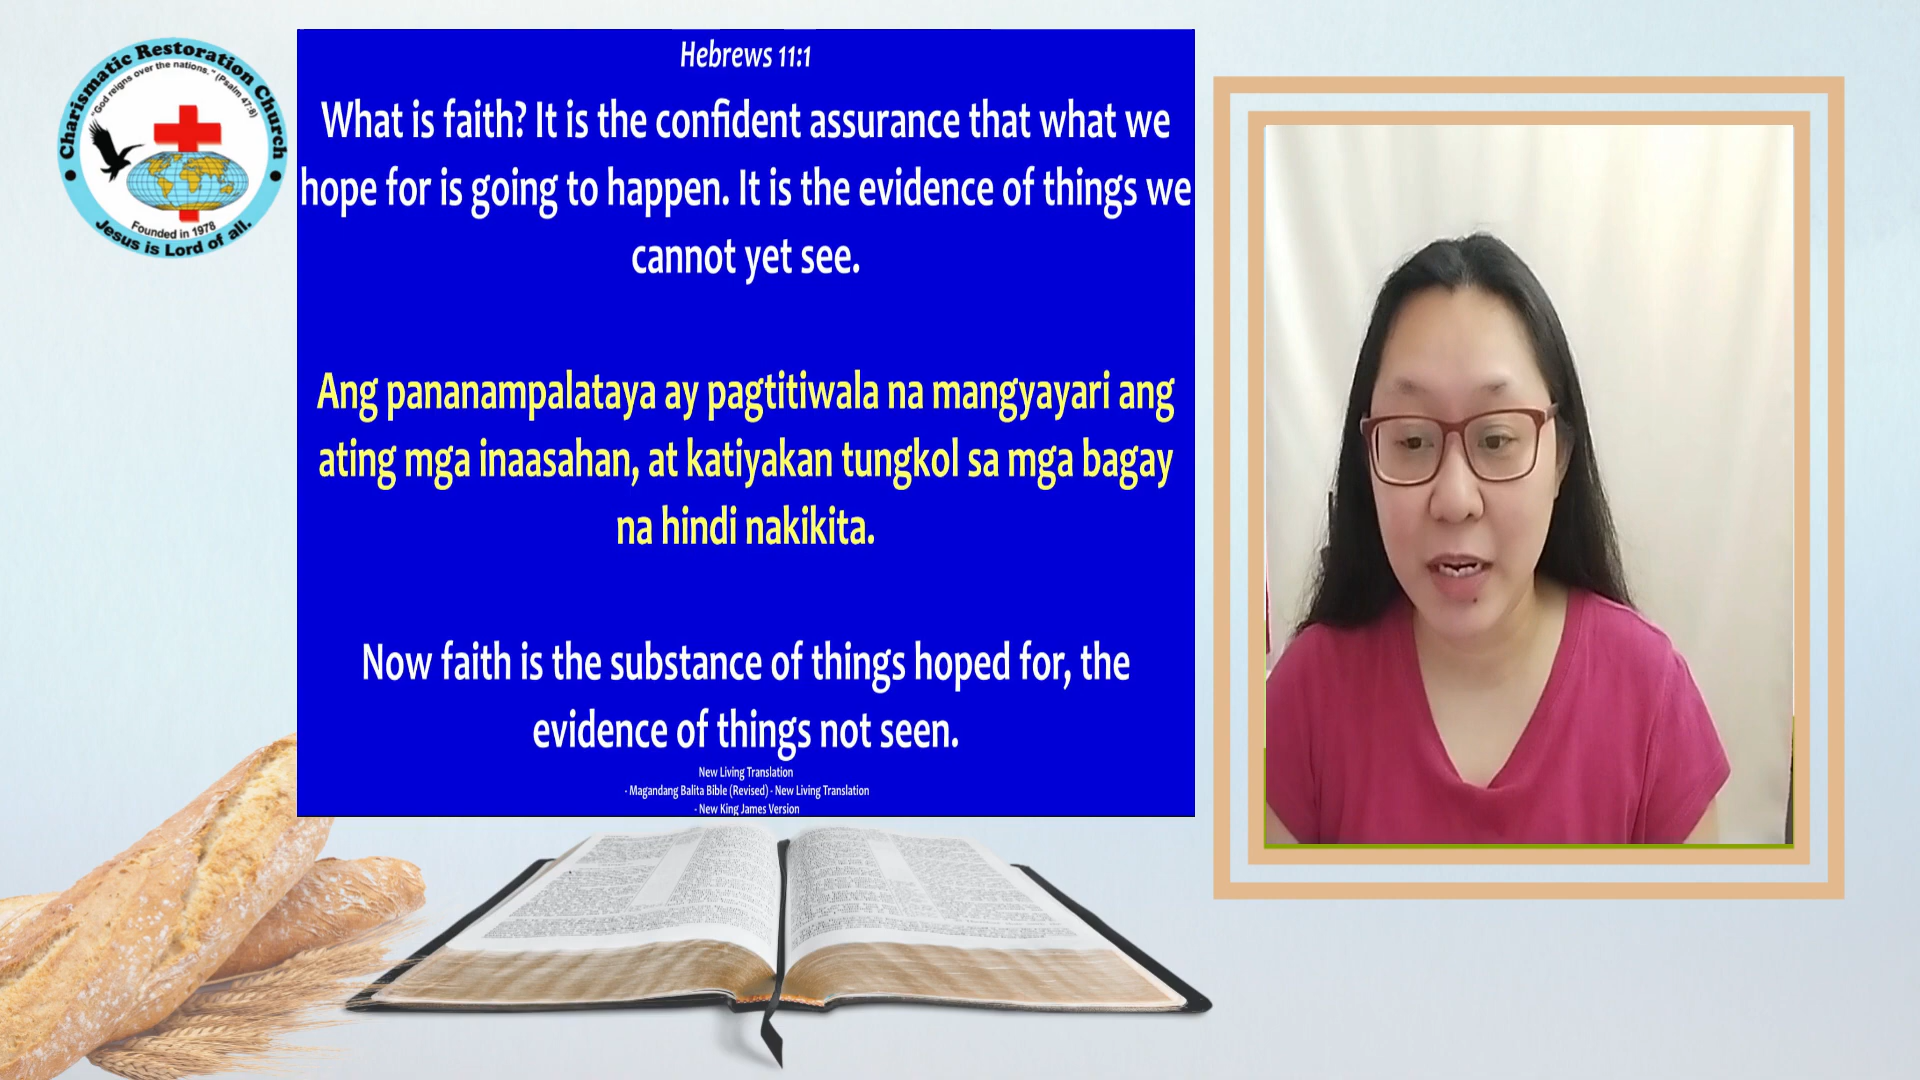 Charismatic Restoration Church
"God reigns over the nations." (Psalm 47:8)
Founded in 1978
Jesus is Lord of all.
Hebrews 11:1
What is faith? It is the confident assurance that what we
hope for is going to happen. It is the evidence of things we
cannot yet see.
Ang pananampalataya ay pagtitiwala na mangyayari ang
ating mga inaasahan, at katiyakan tungkol sa mga bagay
na hindi nakikita.
Now faith is the substance of things hoped for, the
evidence of things not seen.
New Living Translation
- Magandang Balita Bible (Revised) - New Living Translation
- New King James Version